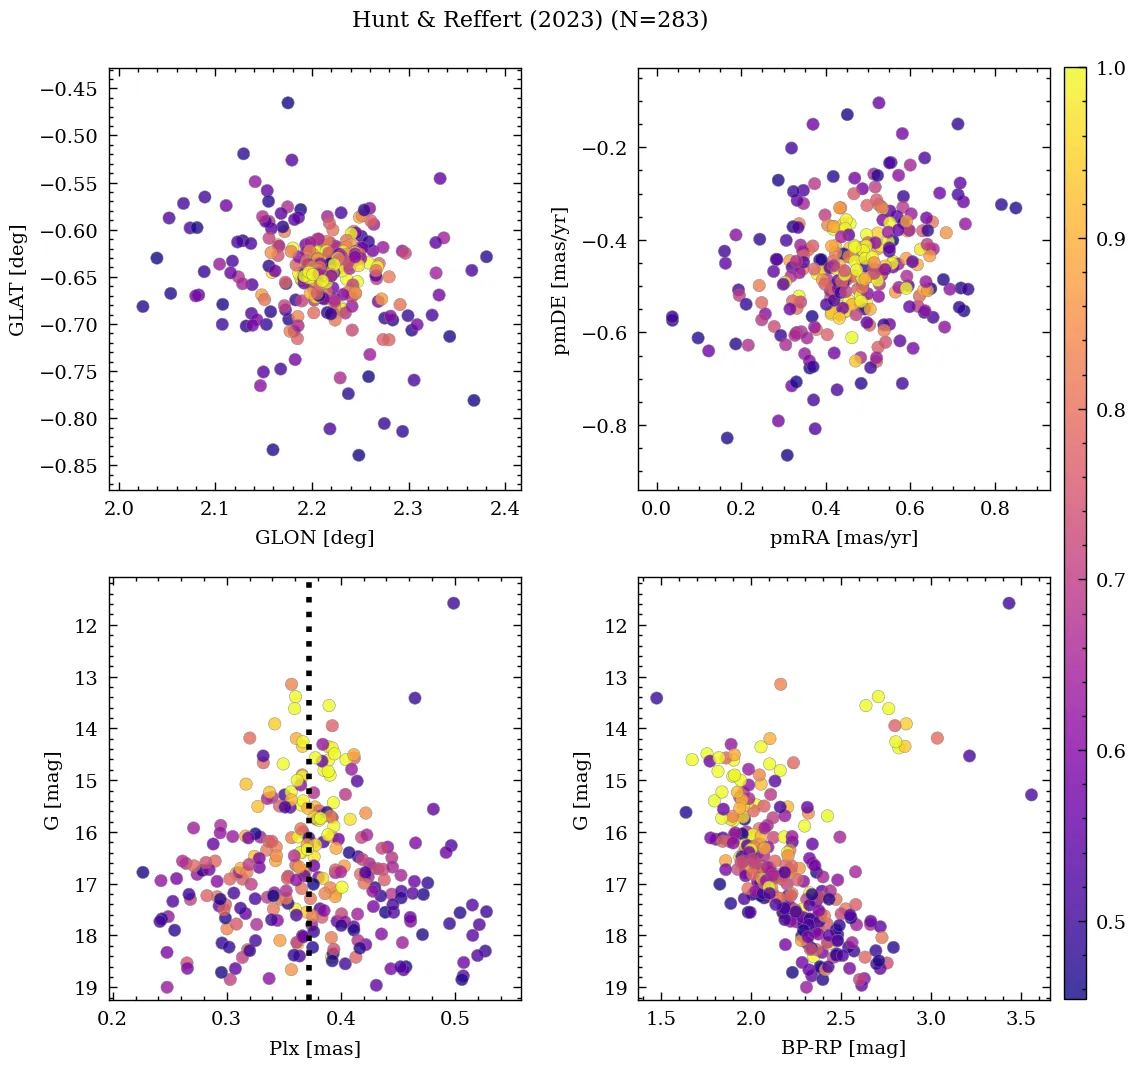 Hunt & Reffert (2023) (N=283)
−0.45
−0.50
−0.55
−0.60
−0.65
−0.70
−0.75
−0.80
−0.85
GLAT [deg]
2.0 2.1 2.2 2.3 2.4
GLON [deg]
−0.2
−0.4
−0.6
−0.8
pmDE [mas/yr]
0.0 0.2 0.4 0.6 0.8
pmRA [mas/yr]
12
13
14
15
16
17
18
19
G [mag]
0.2 0.3 0.4 0.5
Plx [mas]
12
13
14
15
16
17
18
19
G [mag]
1.5 2.0 2.5 3.0 3.5
BP-RP [mag]
1.0
0.9
0.8
0.7
0.6
0.5